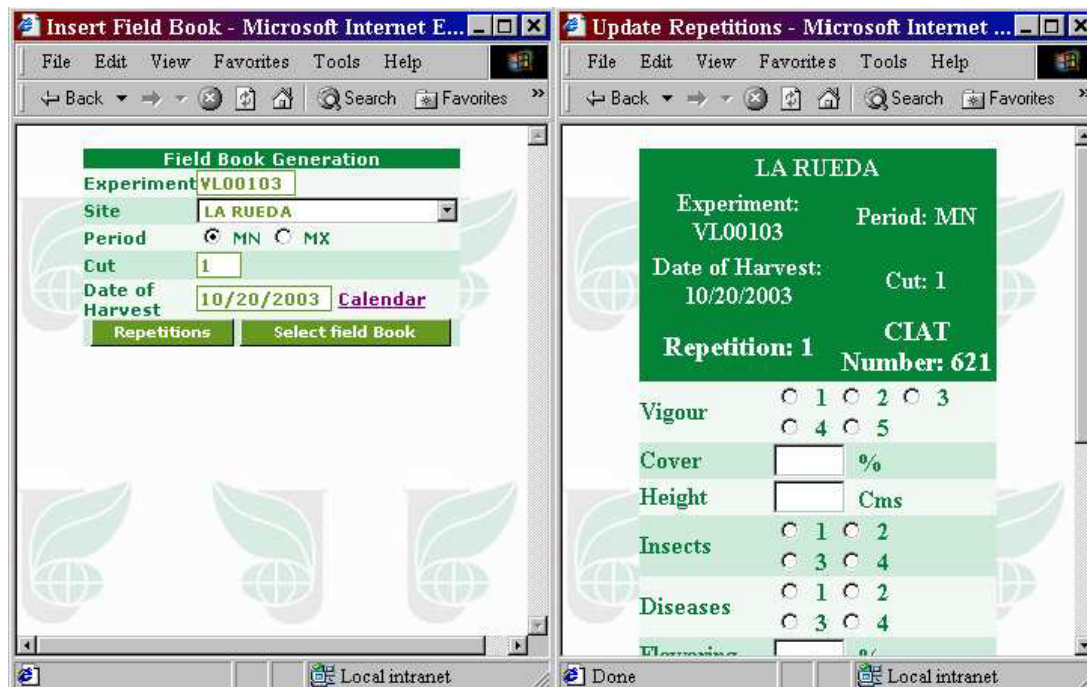 Insert Field Book - Microsoft Internet E...
File Edit View Favorites Tools Help
Back Search Favorites »
Field Book Generation
Experiment VL00103
Site LA RUEDA
Period MN MX
Cut 1
Date of
Harvest 10/20/2003 Calendar
Repetitions Select field Book
Local intranet
Update Repetitions - Microsoft Internet ...
File Edit View Favorites Tools Help
Back Search Favorites »
LA RUEDA
Experiment:
VL00103
Period: MN
Date of Harvest:
10/20/2003
Cut: 1
Repetition: 1
CIAT
Number: 621
Vigour 1 2 3
4 5
Cover %
Height Cms
Insects 1 2
3 4
Diseases 1 2
3 4
Flowering %
Done Local intranet